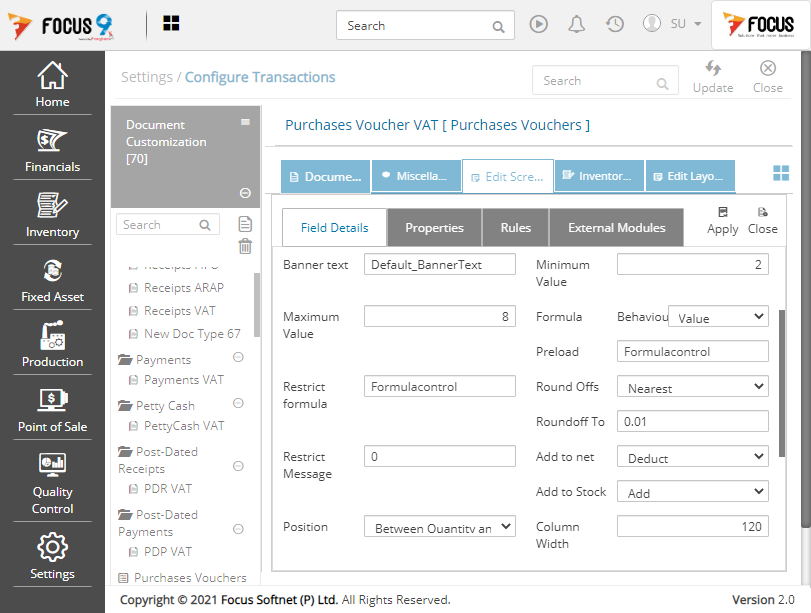 FOCUS 9
Search
SU
FOCUS
Home
Financials
Inventory
Fixed Asset
Production
Point of Sale
Quality
Control
Settings
Settings / Configure Transactions
Search
Update
Close
Document
Customization
[70]
Search
Receipts ARAP
Receipts VAT
New Doc Type 67
Payments
Payments VAT
Petty Cash
PettyCash VAT
Post-Dated
Receipts
PDR VAT
Post-Dated
Payments
PDP VAT
Purchases Vouchers
Purchases Voucher VAT [ Purchases Vouchers ]
Docume...
Miscella...
Edit Scre...
Inventor...
Edit Layo...
Field Details
Properties
Rules
External Modules
Apply
Close
Banner text
Default_BannerText
Minimum
Value
2
Maximum
Value
8
Formula
Behaviou
Value
Preload
Formulacontrol
Restrict
formula
Formulacontrol
Round Offs
Nearest
Roundoff To
0.01
Restrict
Message
0
Add to net
Deduct
Add to Stock
Add
Position
Between Quantity an
Column
Width
120
Copyright © 2021 Focus Softnet (P) Ltd. All Rights Reserved.
Version 2.0